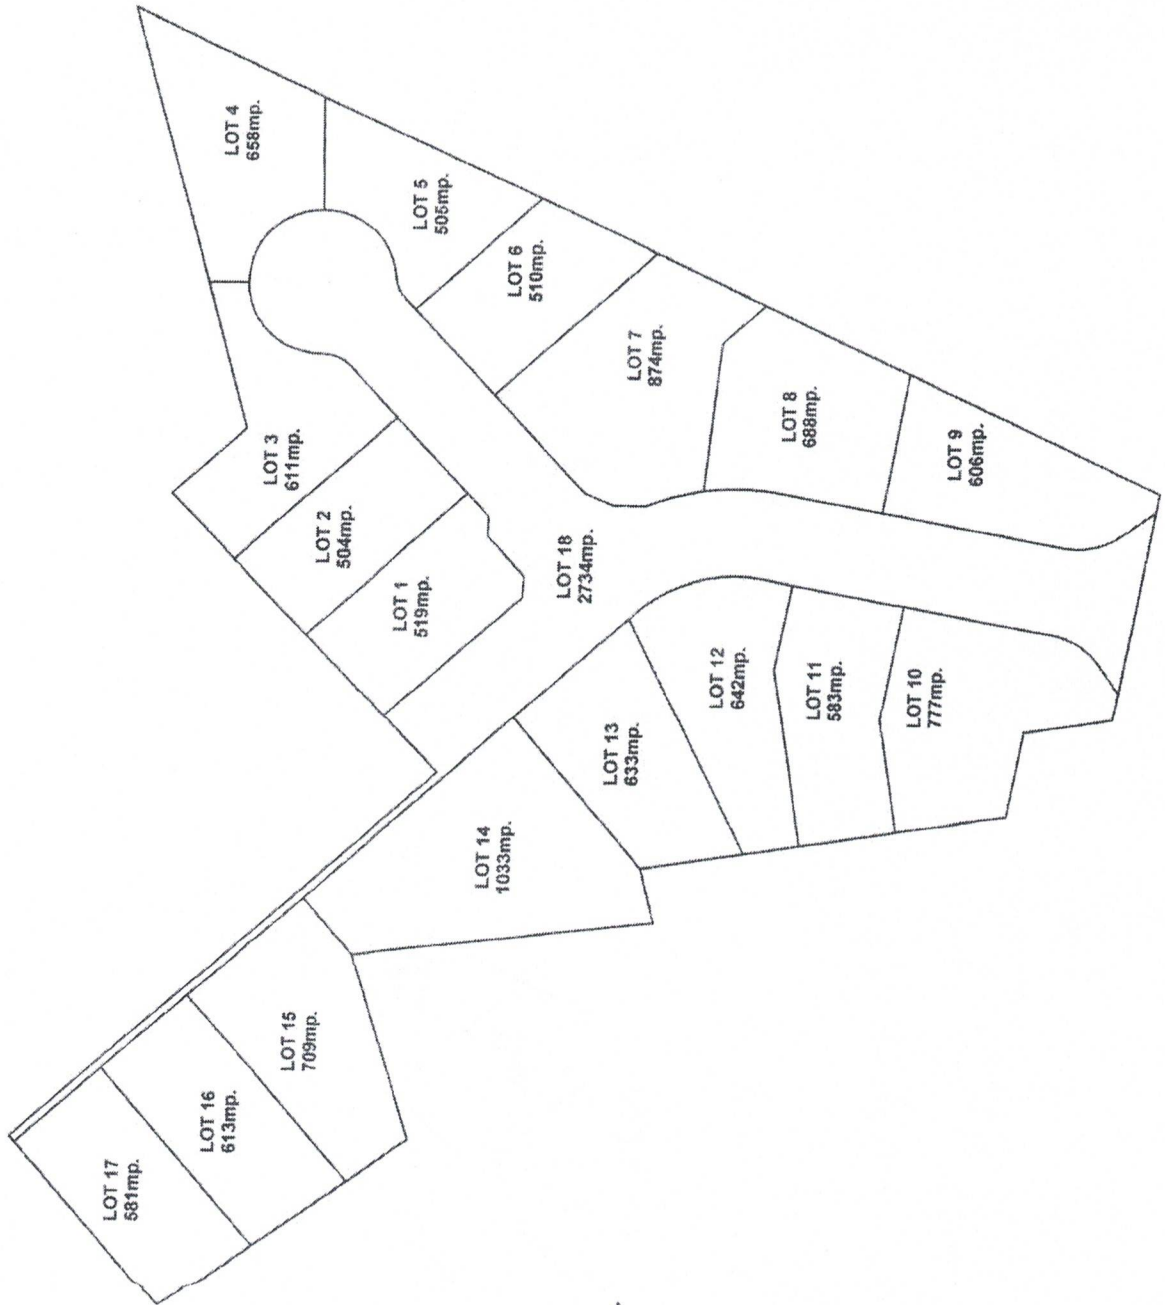 LOT 1
519mp.
LOT 2
504mp.
LOT 3
611mp.
LOT 4
658mp.
LOT 5
505mp.
LOT 6
510mp.
LOT 7
874mp.
LOT 8
688mp.
LOT 9
606mp.
LOT 10
777mp.
LOT 11
583mp.
LOT 12
642mp.
LOT 13
633mp.
LOT 14
1033mp.
LOT 15
709mp.
LOT 16
613mp.
LOT 17
581mp.
LOT 18
2734mp.